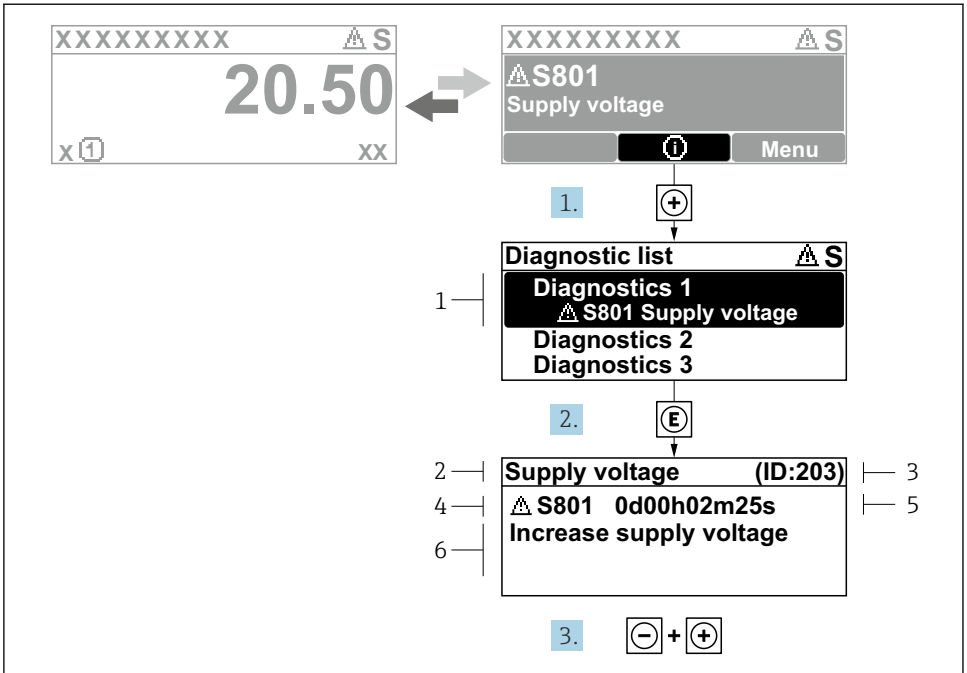 XXXXXXXXX ⚠ S
20.50
x 1 XX
XXXXXXXXX ⚠ S
⚠ S801
Supply voltage
i Menu
1. +
Diagnostic list ⚠ S
1
Diagnostics 1
⚠ S801 Supply voltage
Diagnostics 2
Diagnostics 3
2. E
2 Supply voltage (ID:203) 3
4 ⚠ S801 0d00h02m25s 5
6 Increase supply voltage
3. - + +